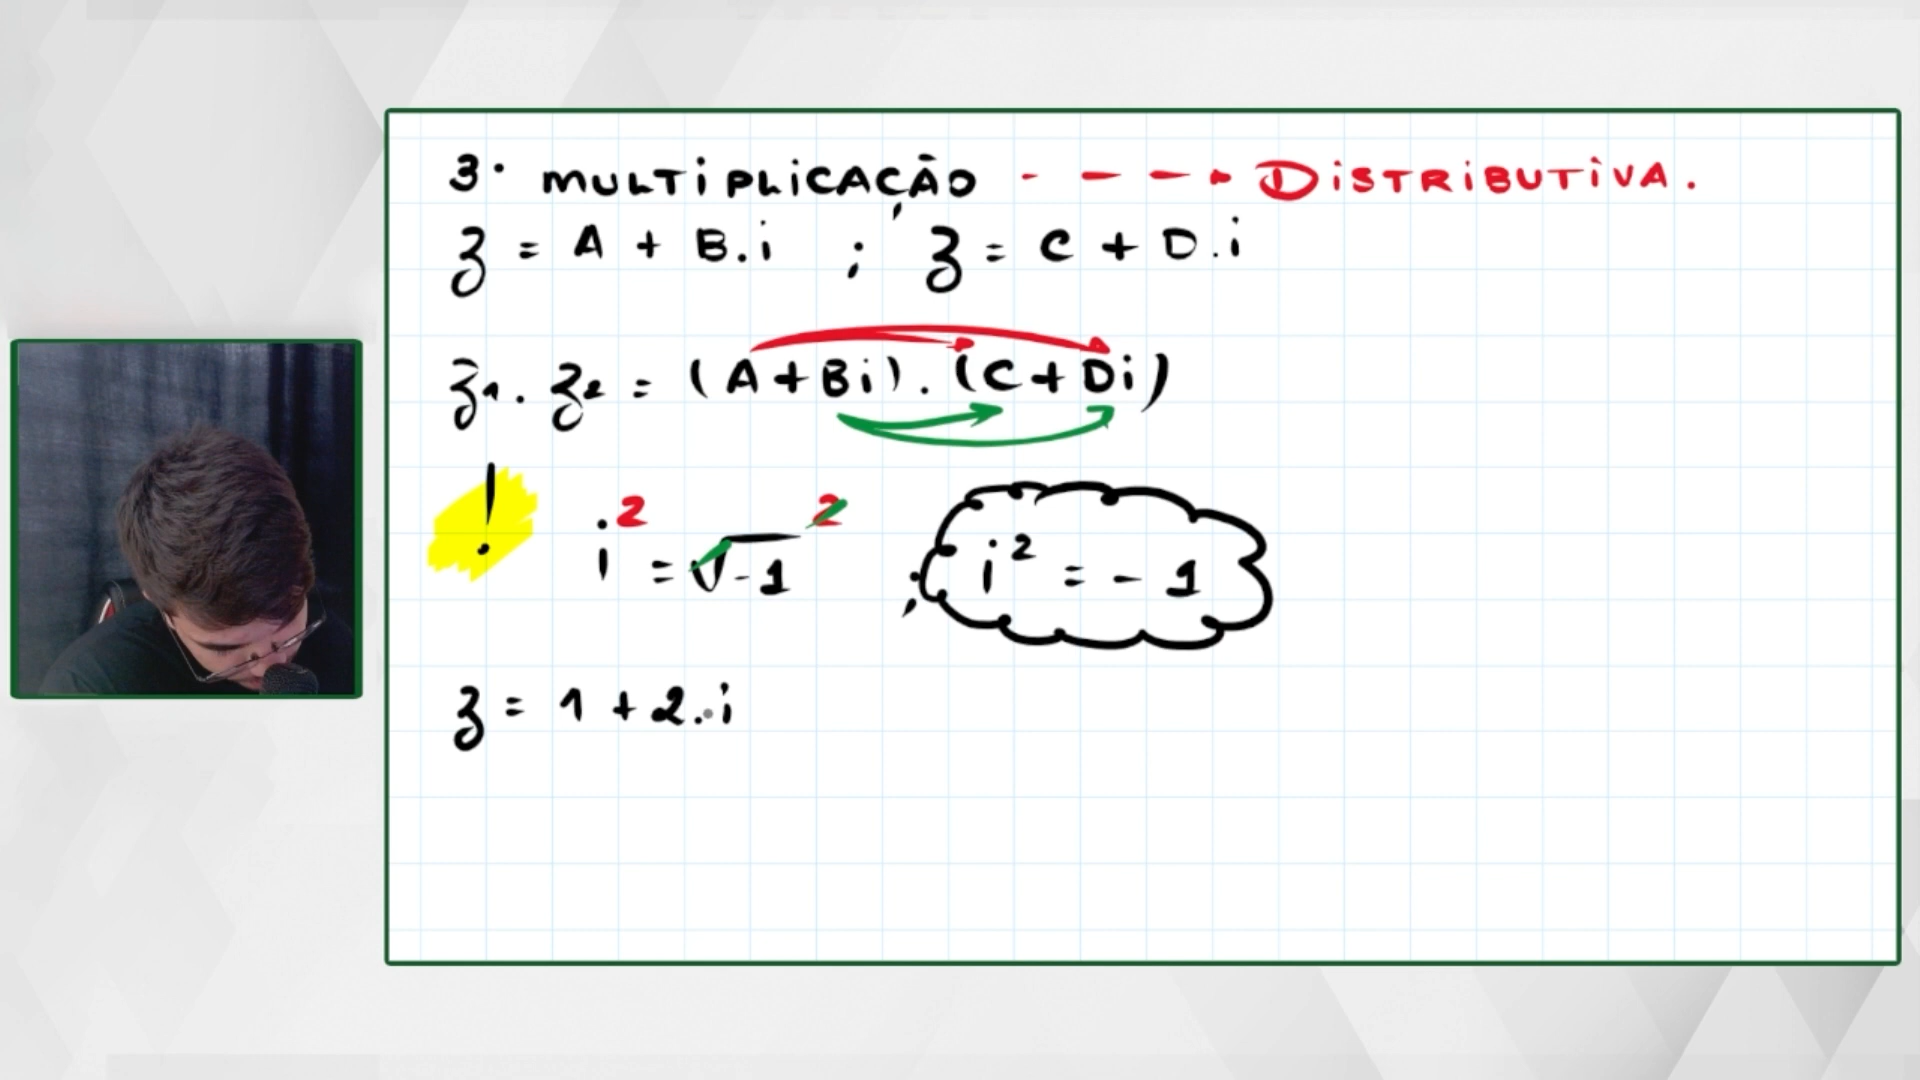 3. MULTIPLICAÇÃO - - - DISTRIBUTIVA.
z = A + B.i ; z = C + D.i
z1 . z2 = (A + Bi) . (C + Di)
! i² = √-1² ; i² = - 1
z = 1 + 2.i